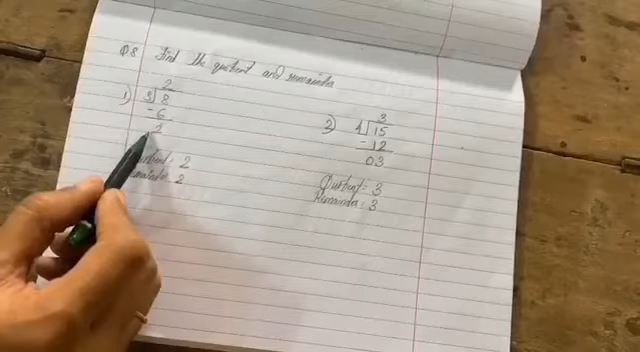 Q8 Find the quotient and remainder
1) 2
3)8
- 6
2
Quotient = 2
Remainder = 2
2) 3
4)15
- 12
03
Quotient = 3
Remainder = 3